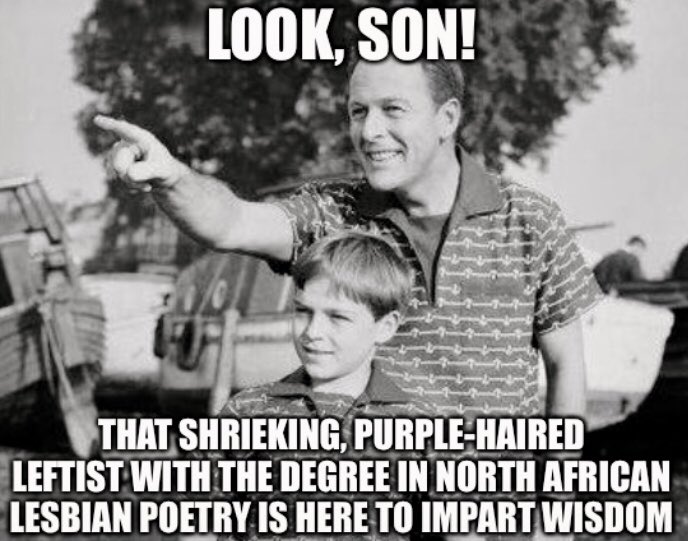 LOOK, SON!
THAT SHRIEKING, PURPLE-HAIRED
LEFTIST WITH THE DEGREE IN NORTH AFRICAN
LESBIAN POETRY IS HERE TO IMPART WISDOM